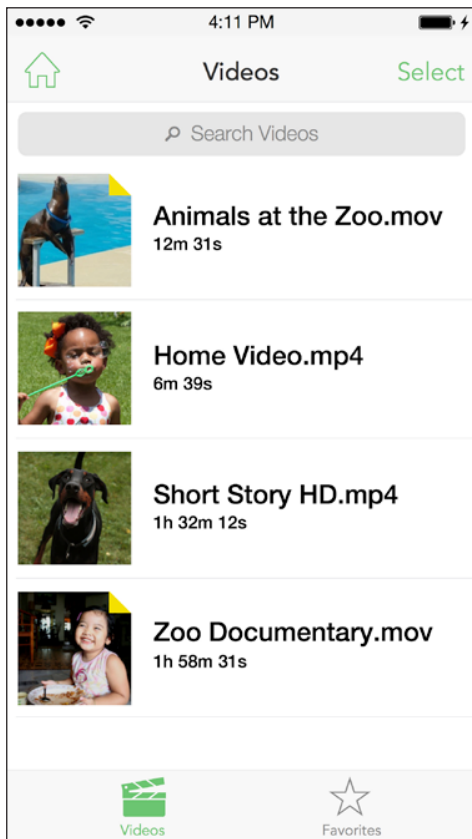 4:11 PM
Videos
Select
Search Videos
Animals at the Zoo.mov
12m 31s
Home Video.mp4
6m 39s
Short Story HD.mp4
1h 32m 12s
Zoo Documentary.mov
1h 58m 31s
Videos
Favorites